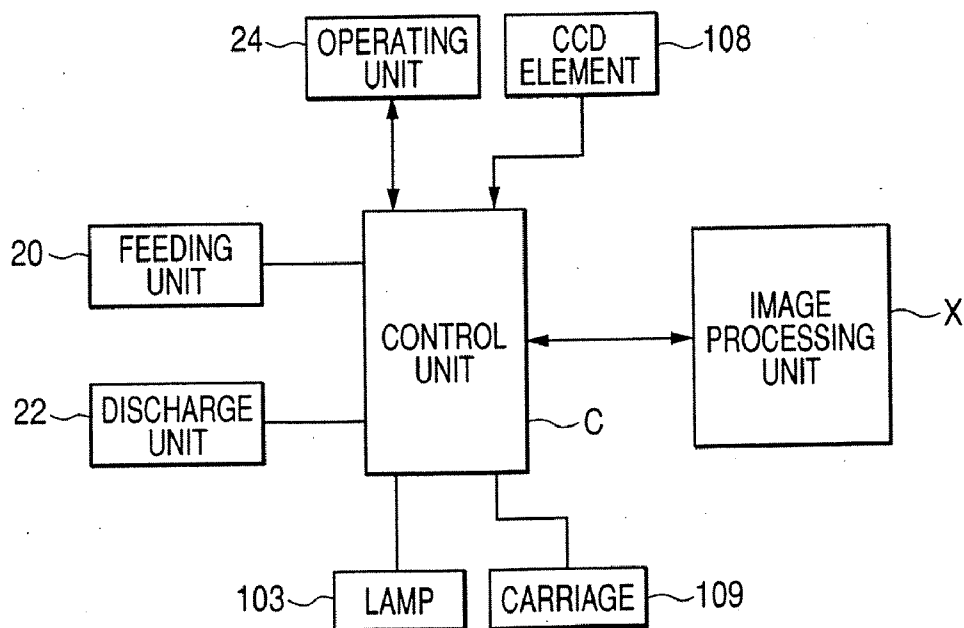 24
OPERATING
UNIT
CCD
ELEMENT
108
20
FEEDING
UNIT
CONTROL
UNIT
IMAGE
PROCESSING
UNIT
X
22
DISCHARGE
UNIT
C
103
LAMP
CARRIAGE
109